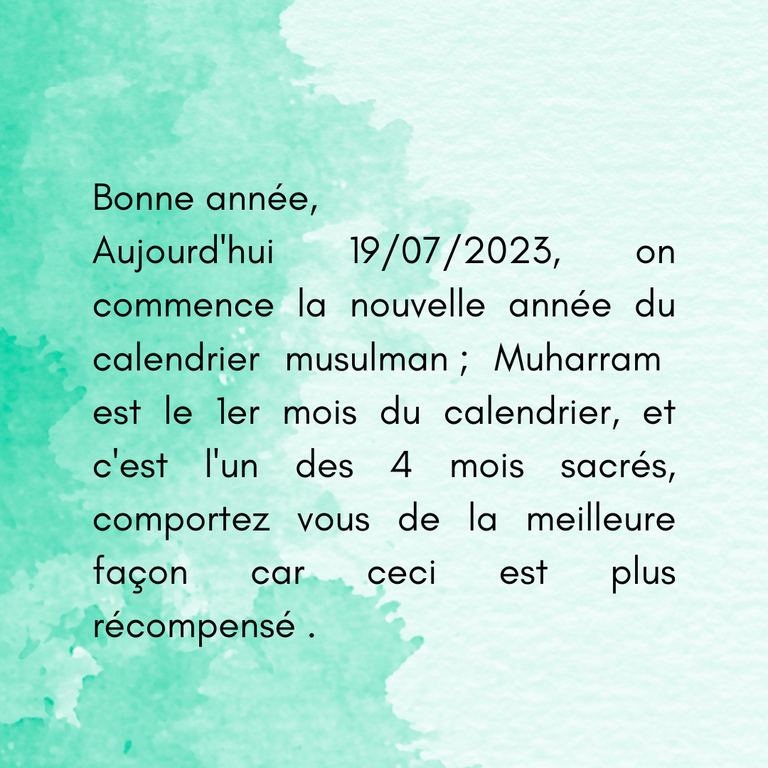 Bonne année,
Aujourd'hui 19/07/2023, on
commence la nouvelle année du
calendrier musulman ; Muharram
est le 1er mois du calendrier, et
c'est l'un des 4 mois sacrés,
comportez vous de la meilleure
façon car ceci est plus
récompensé .